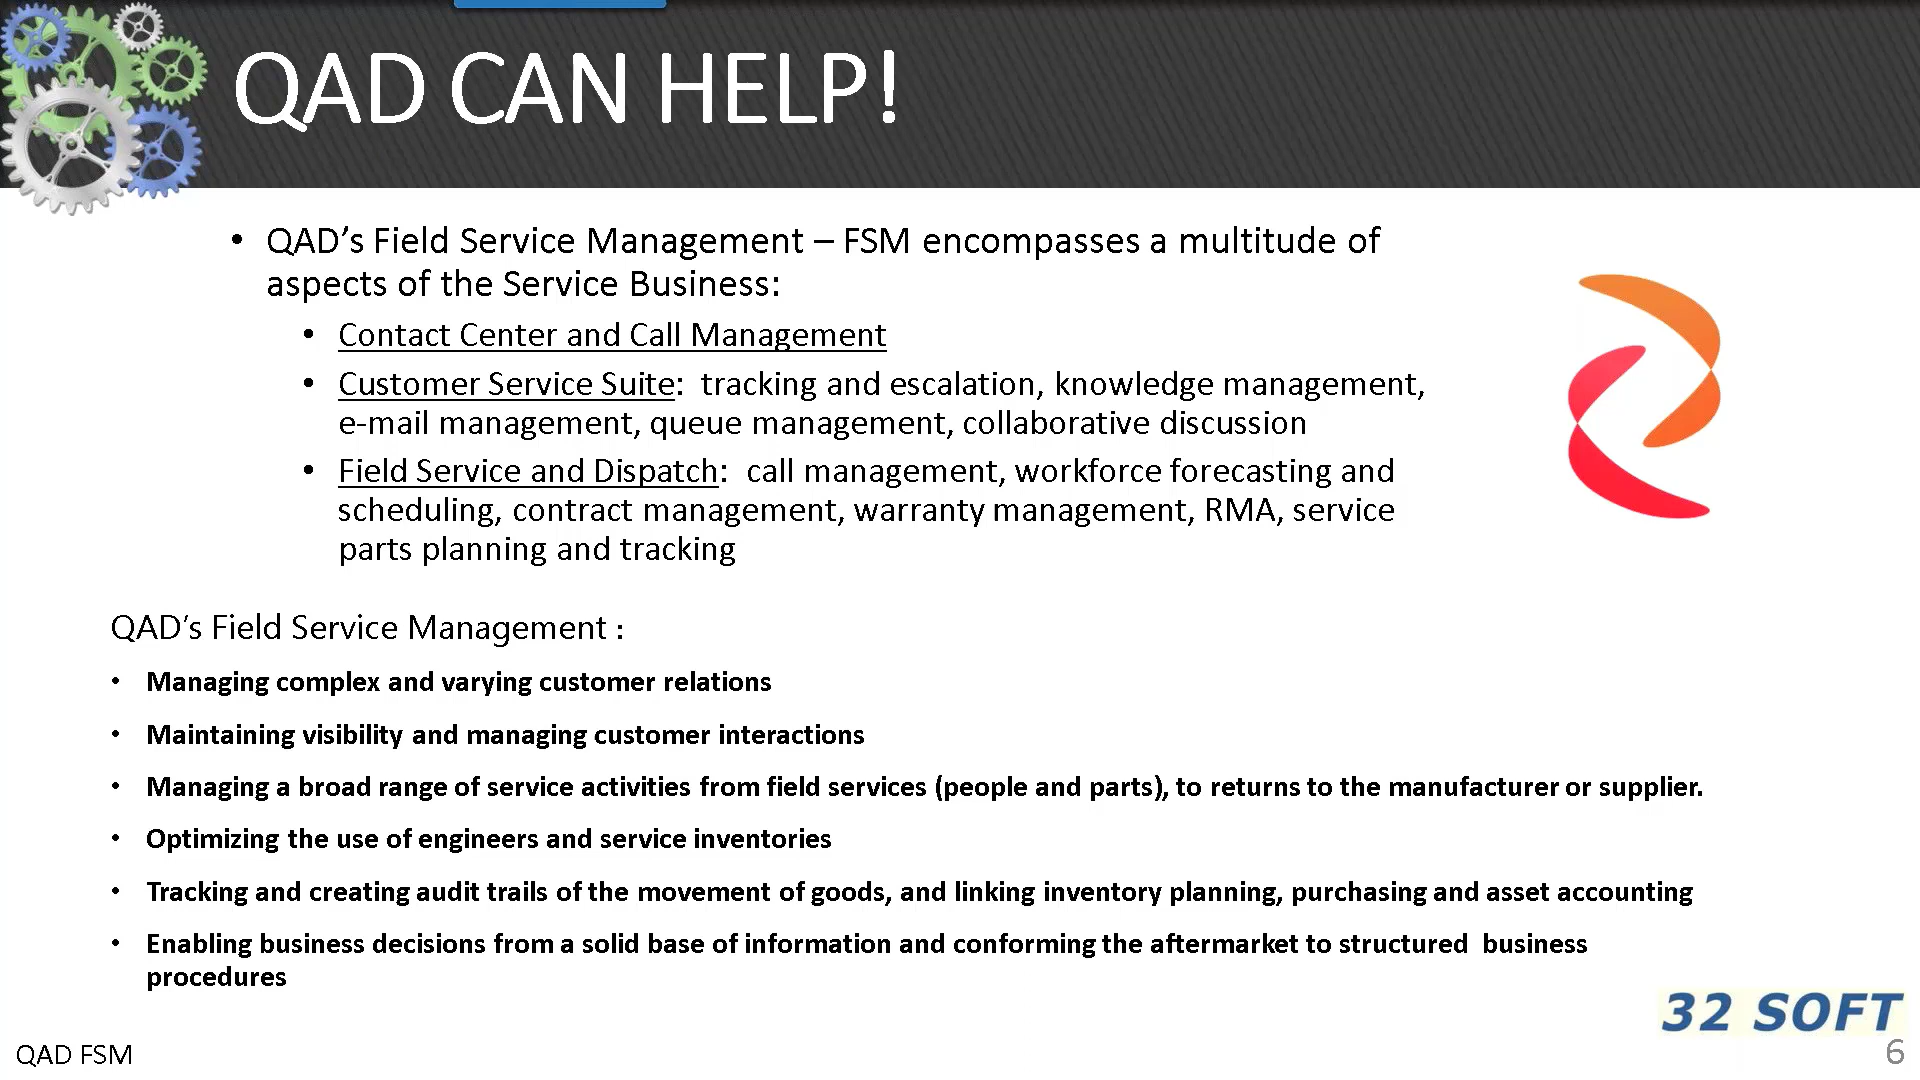 QAD CAN HELP!
• QAD’s Field Service Management – FSM encompasses a multitude of
aspects of the Service Business:
• Contact Center and Call Management
• Customer Service Suite:  tracking and escalation, knowledge management,
e-mail management, queue management, collaborative discussion
• Field Service and Dispatch:  call management, workforce forecasting and
scheduling, contract management, warranty management, RMA, service
parts planning and tracking
QAD’s Field Service Management :
• Managing complex and varying customer relations
• Maintaining visibility and managing customer interactions
• Managing a broad range of service activities from field services (people and parts), to returns to the manufacturer or supplier.
• Optimizing the use of engineers and service inventories
• Tracking and creating audit trails of the movement of goods, and linking inventory planning, purchasing and asset accounting
• Enabling business decisions from a solid base of information and conforming the aftermarket to structured  business
procedures
32 SOFT
QAD FSM
6